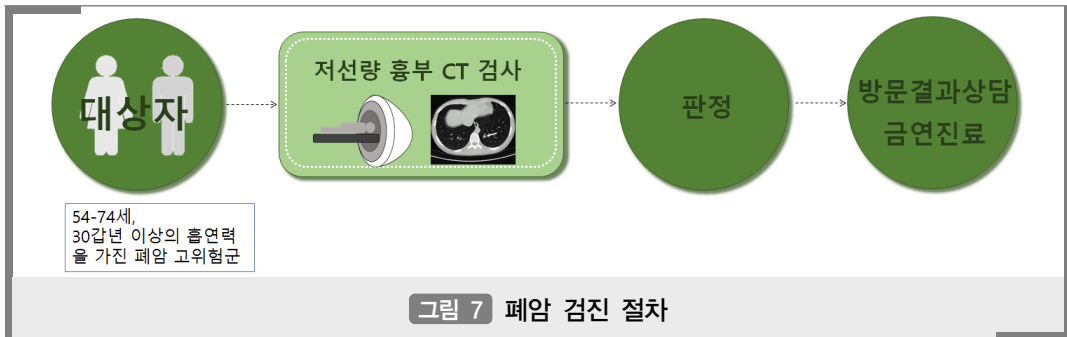 대상자
저선량 흉부 CT 검사
판정
방문결과상담
금연진료
54-74세,
30갑년 이상의 흡연력
을 가진 폐암 고위험군
그림 7 폐암 검진 절차